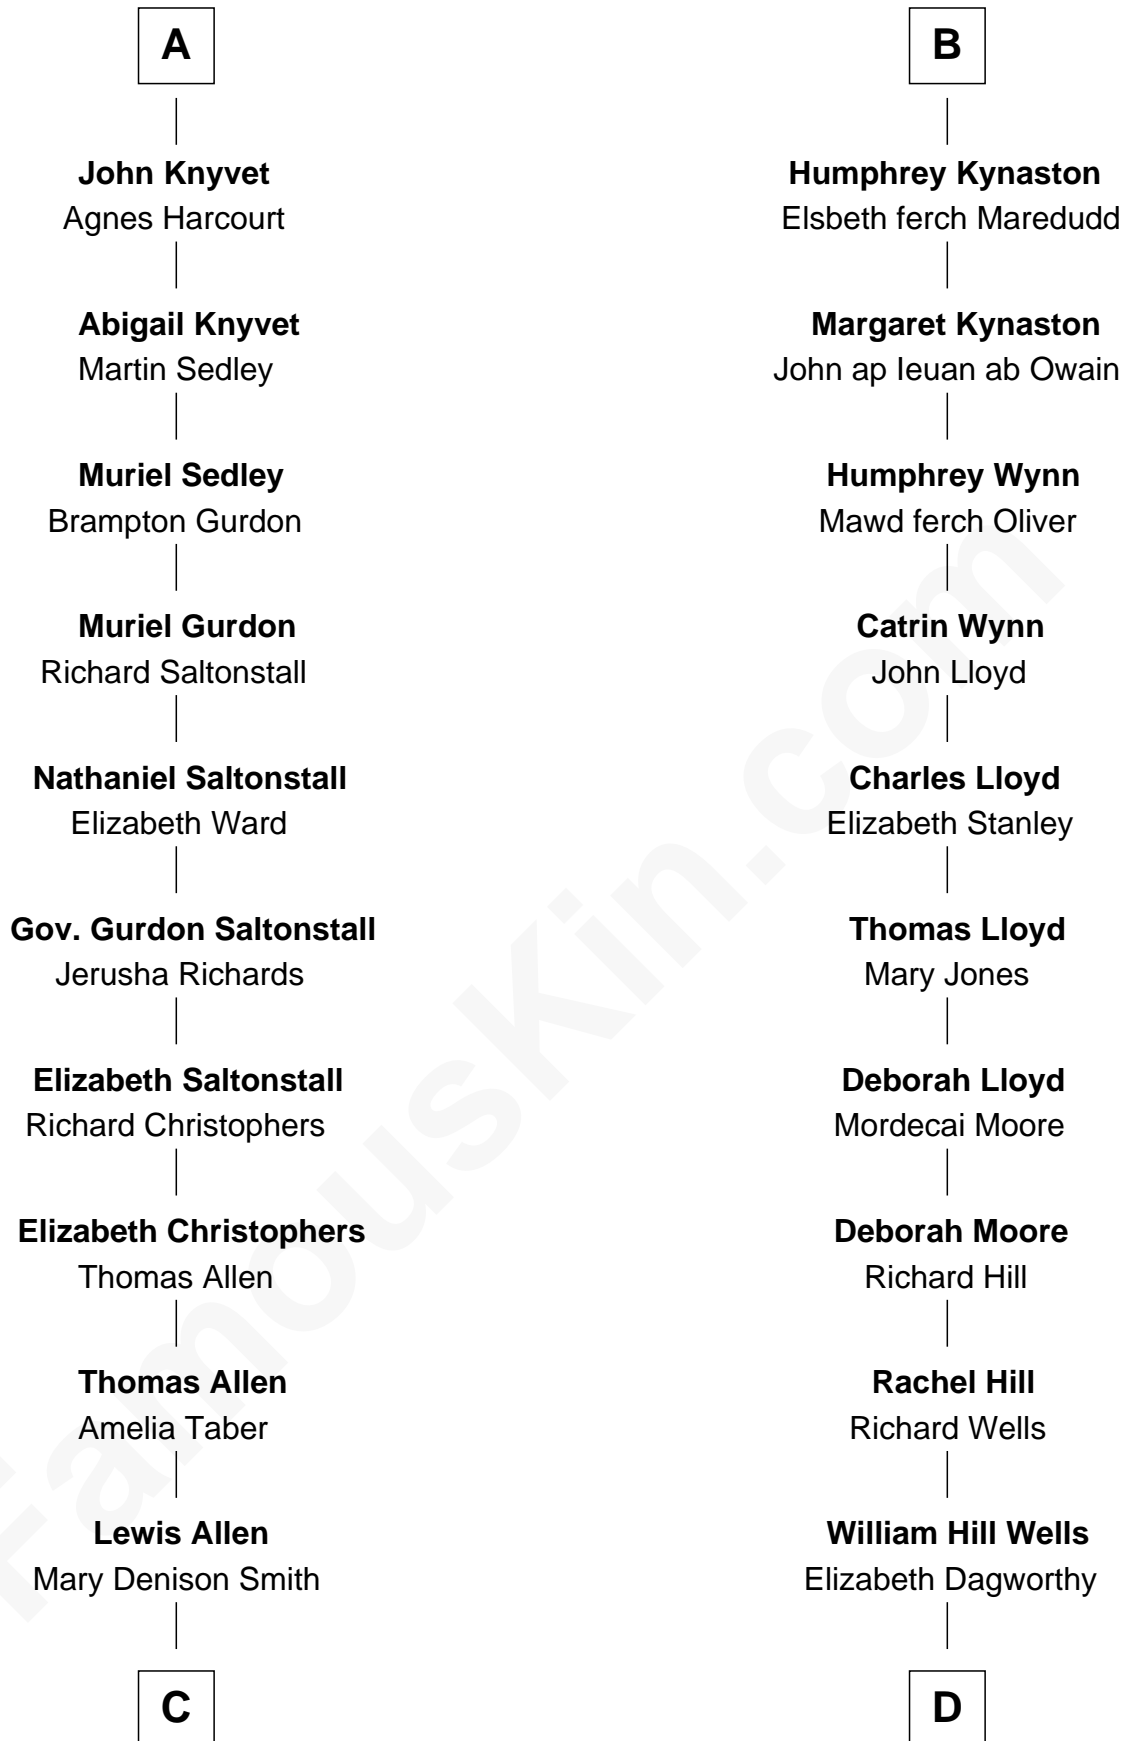 A
John Knyvet
Agnes Harcourt
Abigail Knyvet
Martin Sedley
Muriel Sedley
Brampton Gurdon
Muriel Gurdon
Richard Saltonstall
Nathaniel Saltonstall
Elizabeth Ward
Gov. Gurdon Saltonstall
Jerusha Richards
Elizabeth Saltonstall
Richard Christophers
Elizabeth Christophers
Thomas Allen
Thomas Allen
Amelia Taber
Lewis Allen
Mary Denison Smith
C
B
Humphrey Kynaston
Elsbeth ferch Maredudd
Margaret Kynaston
John ap Ieuan ab Owain
Humphrey Wynn
Mawd ferch Oliver
Catrin Wynn
John Lloyd
Charles Lloyd
Elizabeth Stanley
Thomas Lloyd
Mary Jones
Deborah Lloyd
Mordecai Moore
Deborah Moore
Richard Hill
Rachel Hill
Richard Wells
William Hill Wells
Elizabeth Dagworthy
D
FamousKin.com